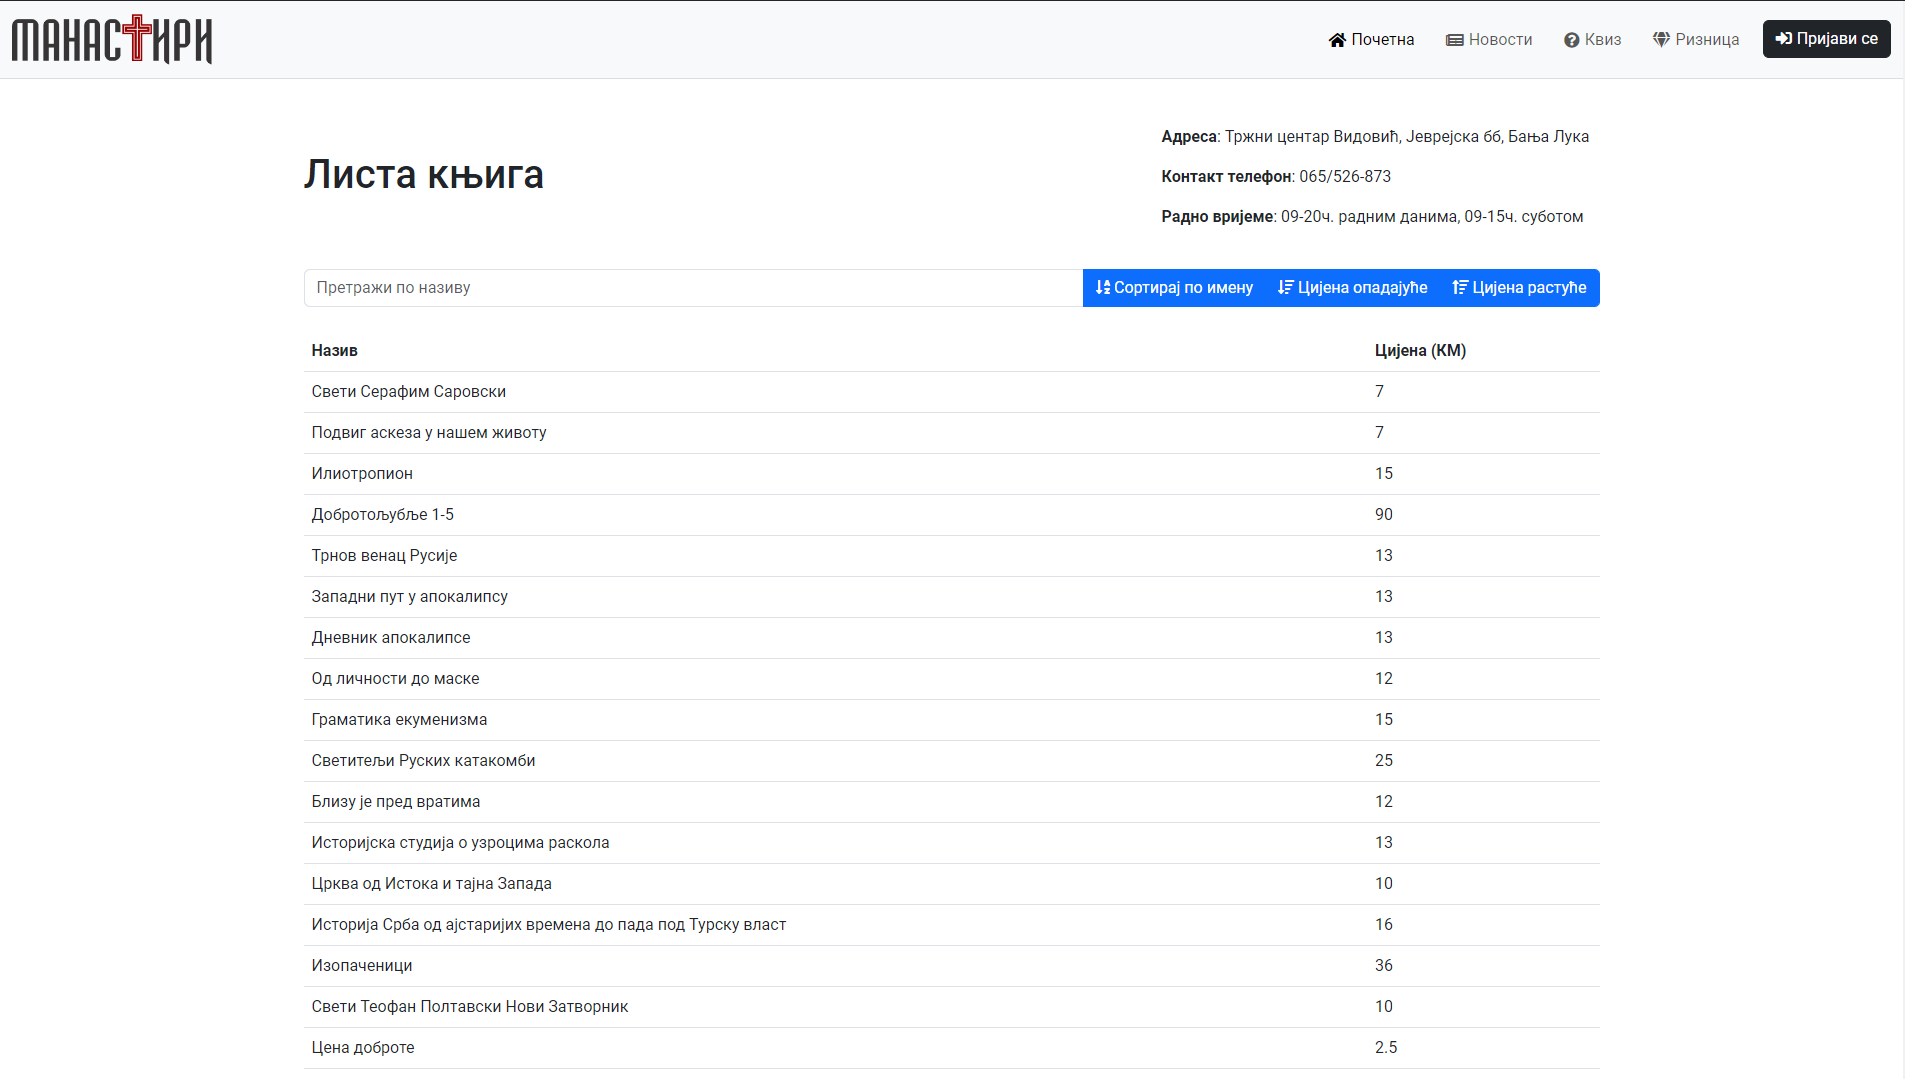 МАНАСТИРИ
Почетна Новости Квиз Ризница Пријави се
Адреса: Тржни центар Видовић, Јеврејска бб, Бања Лука
Листа књига
Контакт телефон: 065/526-873
Радно вријеме: 09-20ч. радним данима, 09-15ч. суботом
Претражи по називу Сортирај по имену Цијена опадајуће Цијена растуће
Назив Цијена (КМ)
Свети Серафим Саровски 7
Подвиг аскеза у нашем животу 7
Илиотропион 15
Добротољубље 1-5 90
Трнов венац Русије 13
Западни пут у апокалипсу 13
Дневник апокалипсе 13
Од личности до маске 12
Граматика екуменизма 15
Светитељи Руских катакомби 25
Близу је пред вратима 12
Историјска студија о узроцима раскола 13
Црква од Истока и тајна Запада 10
Историја Срба од ајстаријих времена до пада под Турску власт 16
Изопаченици 36
Свети Теофан Полтавски Нови Затворник 10
Цена доброте 2.5